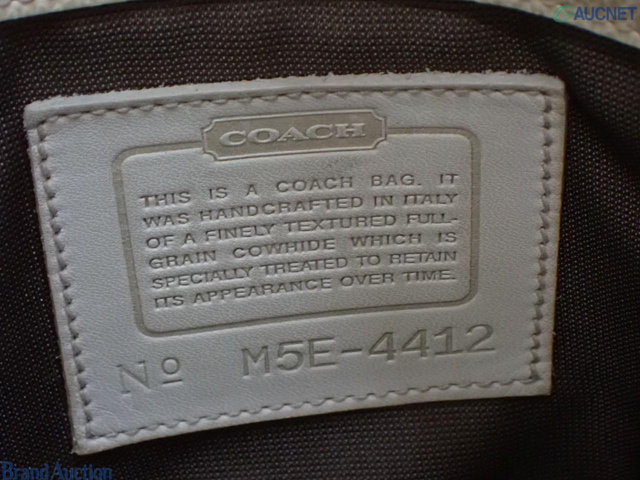 AUCNET
COACH
THIS IS A COACH BAG. IT
WAS HANDCRAFTED IN ITALY
OF A FINELY TEXTURED FULL-
GRAIN COWHIDE WHICH IS
SPECIALLY TREATED TO RETAIN
ITS APPEARANCE OVER TIME.
Nº M5E-4412
Brand Auction